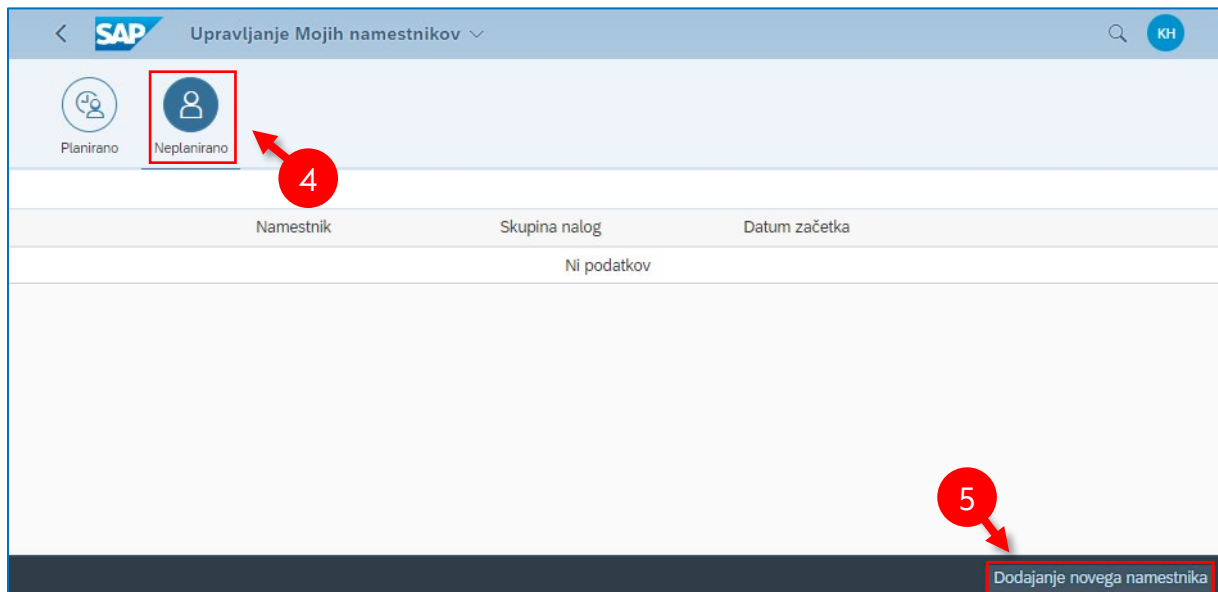 SAP Upravljanje Mojih namestnikov KH
Planirano Neplanirano
4
Namestnik Skupina nalog Datum začetka
Ni podatkov
5
Dodajanje novega namestnika